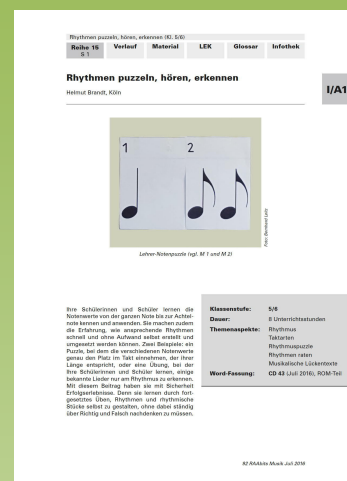 Rhythmen puzzeln, hören, erkennen (Kl. 5/6)
Reihe 15 Verlauf Material LEK Glossar Infothek
S 1
Rhythmen puzzeln, hören, erkennen
Helmut Brandt, Köln
I/A1
1 2
Foto: Bernhard Leitz
Lehrer-Notenpuzzle (vgl. M 1 und M 2)
Ihre Schülerinnen und Schüler lernen die
Notenwerte von der ganzen Note bis zur Achtel-
note kennen und anwenden. Sie machen zudem
die Erfahrung, wie ansprechende Rhythmen
schnell und ohne Aufwand selbst erstellt und
umgesetzt werden können. Zwei Beispiele: ein
Puzzle, bei dem die verschiedenen Notenwerte
genau den Platz im Takt einnehmen, der ihrer
Länge entspricht, oder eine Übung, bei der
Ihre Schülerinnen und Schüler lernen, einige
bekannte Lieder nur am Rhythmus zu erkennen.
Mit diesem Beitrag haben sie mit Sicherheit
Erfolgserlebnisse. Denn sie lernen durch fort-
gesetztes Üben, Rhythmen und rhythmische
Stücke selbst zu gestalten, ohne dabei ständig
über Richtig und Falsch nachdenken zu müssen.
Klassenstufe: 5/6
Dauer: 8 Unterrichtsstunden
Themenaspekte: Rhythmus
Taktarten
Rhythmuspuzzle
Rhythmen raten
Musikalische Lückentexte
Word-Fassung: CD 43 (Juli 2016), ROM-Teil
92 RAAbits Musik Juli 2016